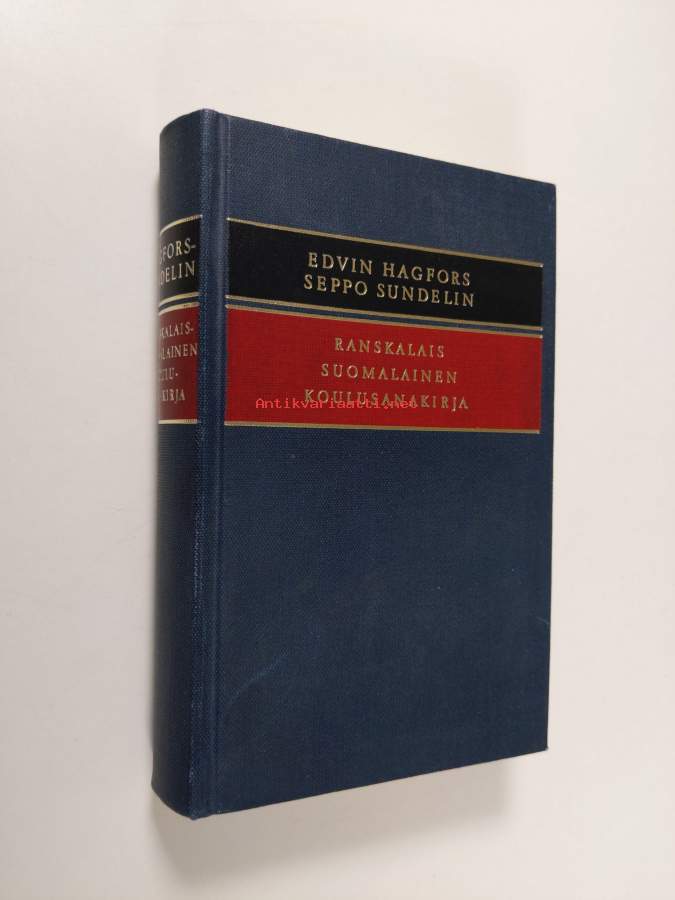 EDVIN HAGFORS
SEPPO SUNDELIN
RANSKALAIS
SUOMALAINEN
KOULUSANAKIRJA
Antikvariaatti.net